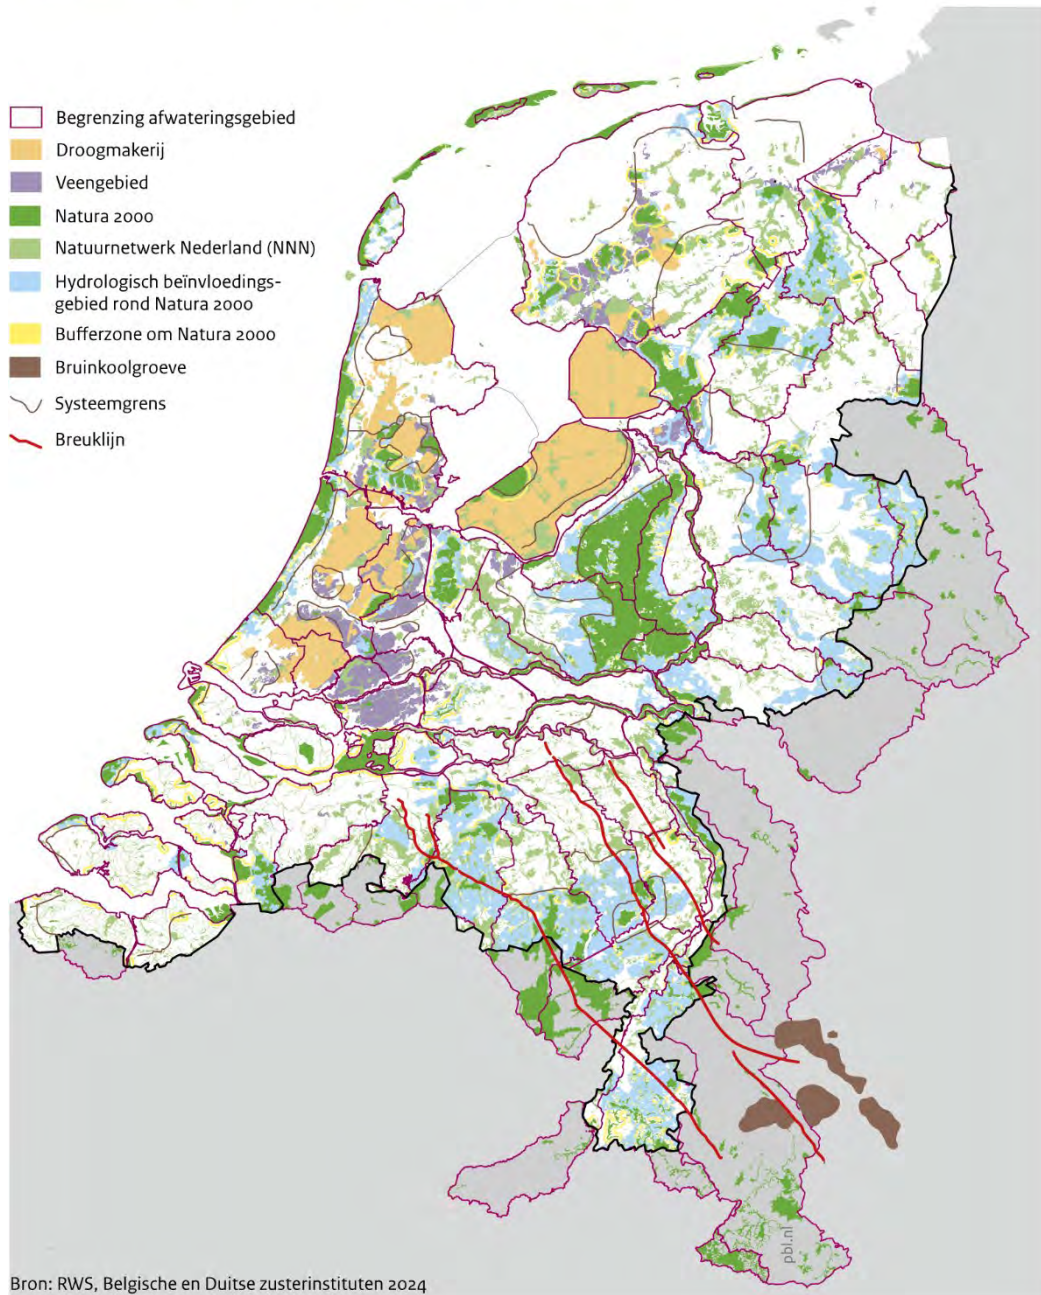 Begrenzing afwateringsgebied
Droogmakerij
Veengebied
Natura 2000
Natuurnetwerk Nederland (NNN)
Hydrologisch beïnvloedings-
gebied rond Natura 2000
Bufferzone om Natura 2000
Bruinkoolgroeve
Systeemgrens
Breuklijn
pbl.nl
Bron: RWS, Belgische en Duitse zusterinstituten 2024